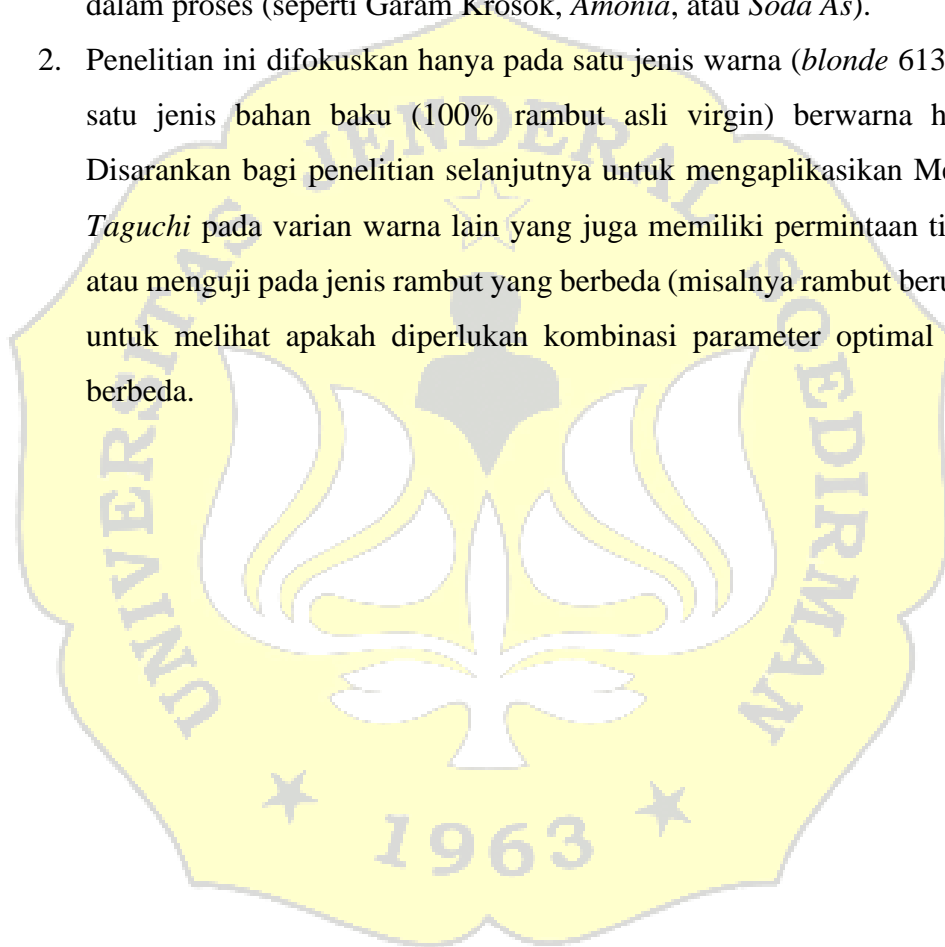 dalam proses (seperti Garam Krosok, Amonia, atau Soda As).
2. Penelitian ini difokuskan hanya pada satu jenis warna (blonde 613
satu jenis bahan baku (100% rambut asli virgin) berwarna
Disarankan bagi penelitian selanjutnya untuk mengaplikasikan
Taguchi pada varian warna lain yang juga memiliki permintaan
atau menguji pada jenis rambut yang berbeda (misalnya rambut
untuk melihat apakah diperlukan kombinasi parameter optimal
berbeda.
UNIVERSITAS JENDERAL SOEDIRMAN
1963